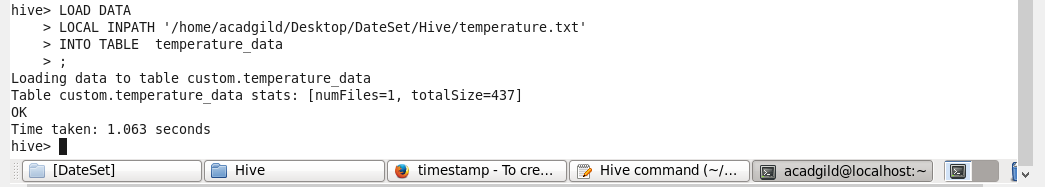 hive> LOAD DATA
    > LOCAL INPATH '/home/acadgild/Desktop/DateSet/Hive/temperature.txt'
    > INTO TABLE  temperature_data
    > ;
Loading data to table custom.temperature_data
Table custom.temperature_data stats: [numFiles=1, totalSize=437]
OK
Time taken: 1.063 seconds
hive>
[DateSet] Hive timestamp - To cre... Hive command (~/... acadgild@localhost:~